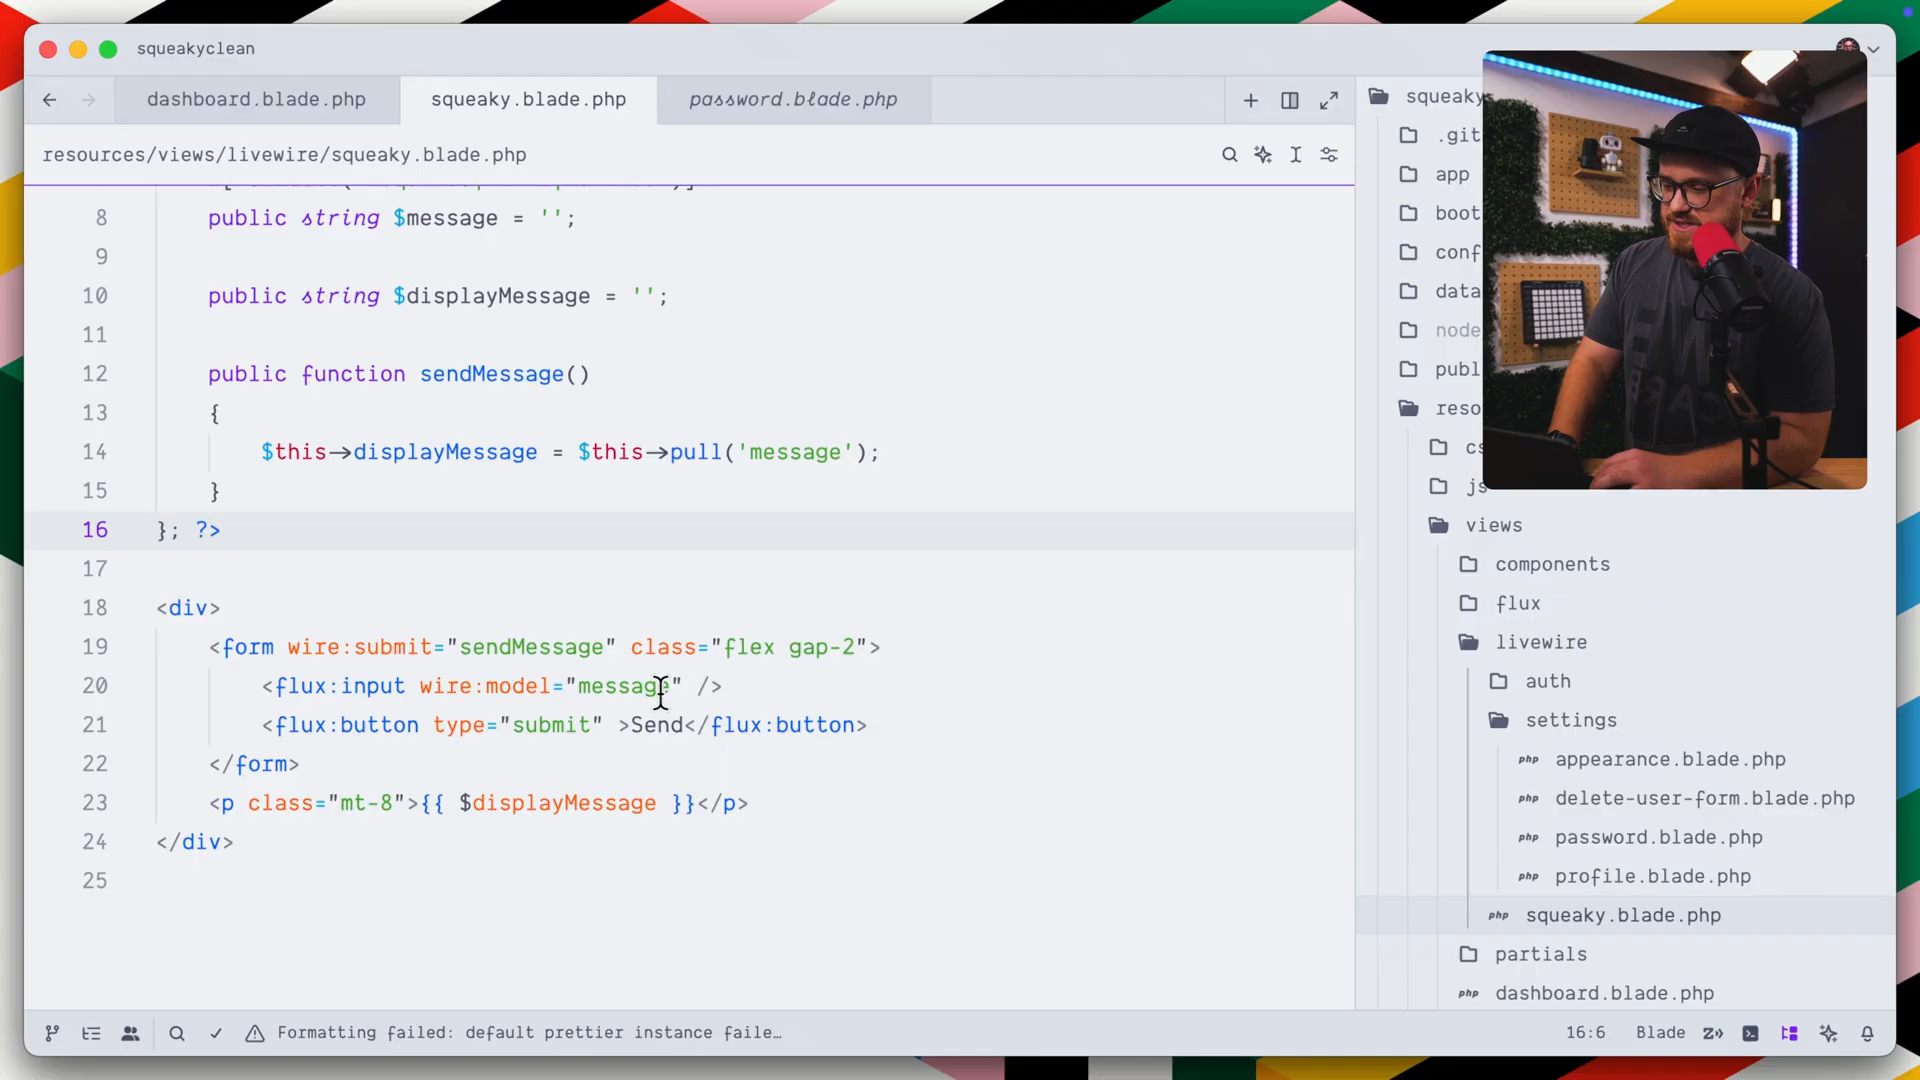 squeakyclean
dashboard.blade.php
squeaky.blade.php
password.blade.php
resources/views/livewire/squeaky.blade.php
8 public string $message = '';
9
10 public string $displayMessage = '';
11
12 public function sendMessage()
13 {
14 $this->displayMessage = $this->pull('message');
15 }
16 }; ?>
17
18 <div>
19 <form wire:submit="sendMessage" class="flex gap-2">
20 <flux:input wire:model="message" />
21 <flux:button type="submit" >Send</flux:button>
22 </form>
23 <p class="mt-8">{{ $displayMessage }}</p>
24 </div>
25
squeaky
.git
app
boot
conf
data
node
publ
reso
cs
js
views
components
flux
livewire
auth
settings
php appearance.blade.php
php delete-user-form.blade.php
php password.blade.php
php profile.blade.php
php squeaky.blade.php
partials
php dashboard.blade.php
Formatting failed: default prettier instance faile…
16:6
Blade